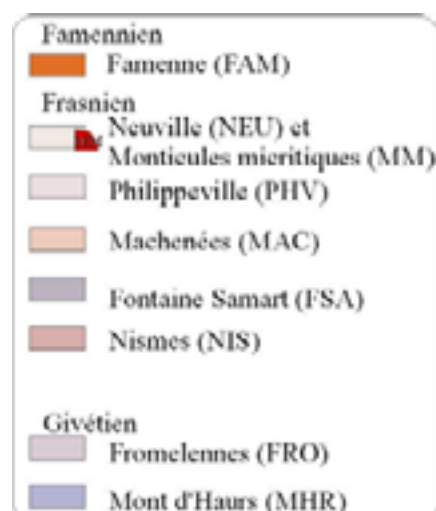 Famennien
Famenne (FAM)
Frasnien
Neuville (NEU) et
Monticules micritiques (MM)
Philippeville (PHV)
Machenées (MAC)
Fontaine Samart (FSA)
Nismes (NIS)
Givétien
Fromelennes (FRO)
Mont d'Haurs (MHR)